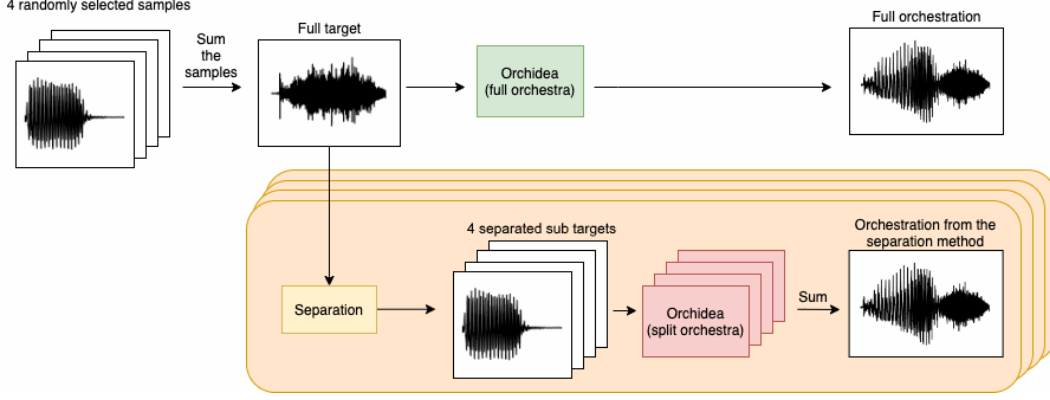 4 randomly selected samples
Sum
the
samples
Full target
Orchidea
(full orchestra)
Full orchestration
4 separated sub targets
Orchestration from the
separation method
Separation
Orchidea
(split orchestra)
Sum